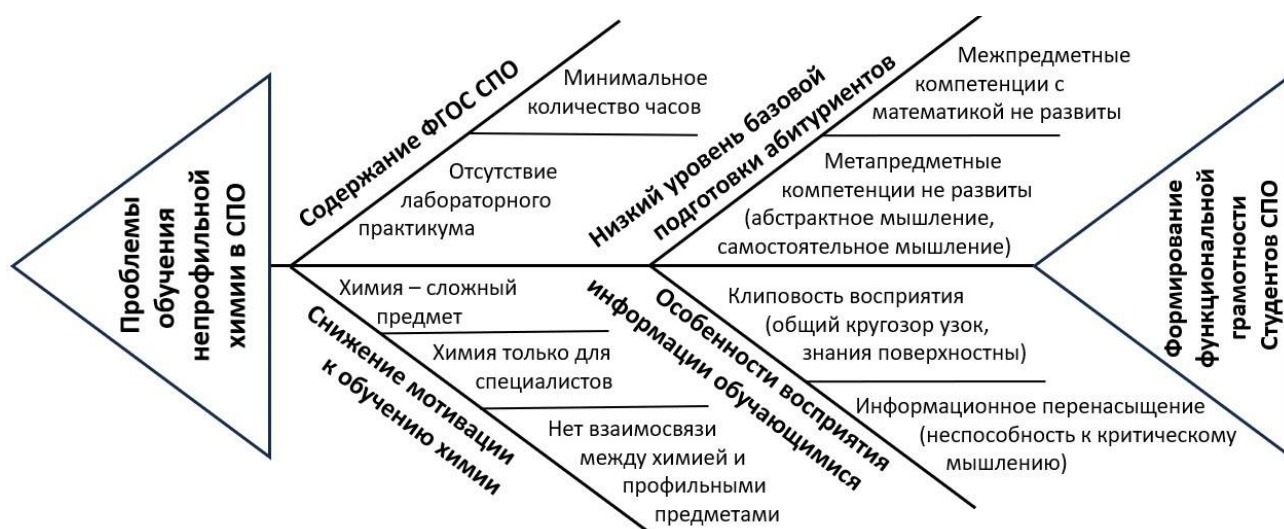 Проблемы
обучения
непрофильной
химии в СПО
Содержание ФГОС СПО
Минимальное
количество часов
Отсутствие
лабораторного
практикума
Низкий уровень базовой
подготовки абитуриентов
Межпредметные
компетенции с
математикой не развиты
Метапредметные
компетенции не развиты
(абстрактное мышление,
самостоятельное мышление)
Снижение мотивации
к обучению химии
Химия – сложный
предмет
Химия только для
специалистов
Нет взаимосвязи
между химией и
профильными
предметами
Особенности восприятия
информации обучающимися
Клиповость восприятия
(общий кругозор узок,
знания поверхностны)
Информационное перенасыщение
(неспособность к критическому
мышлению)
Формирование
функциональной
грамотности
Студентов СПО